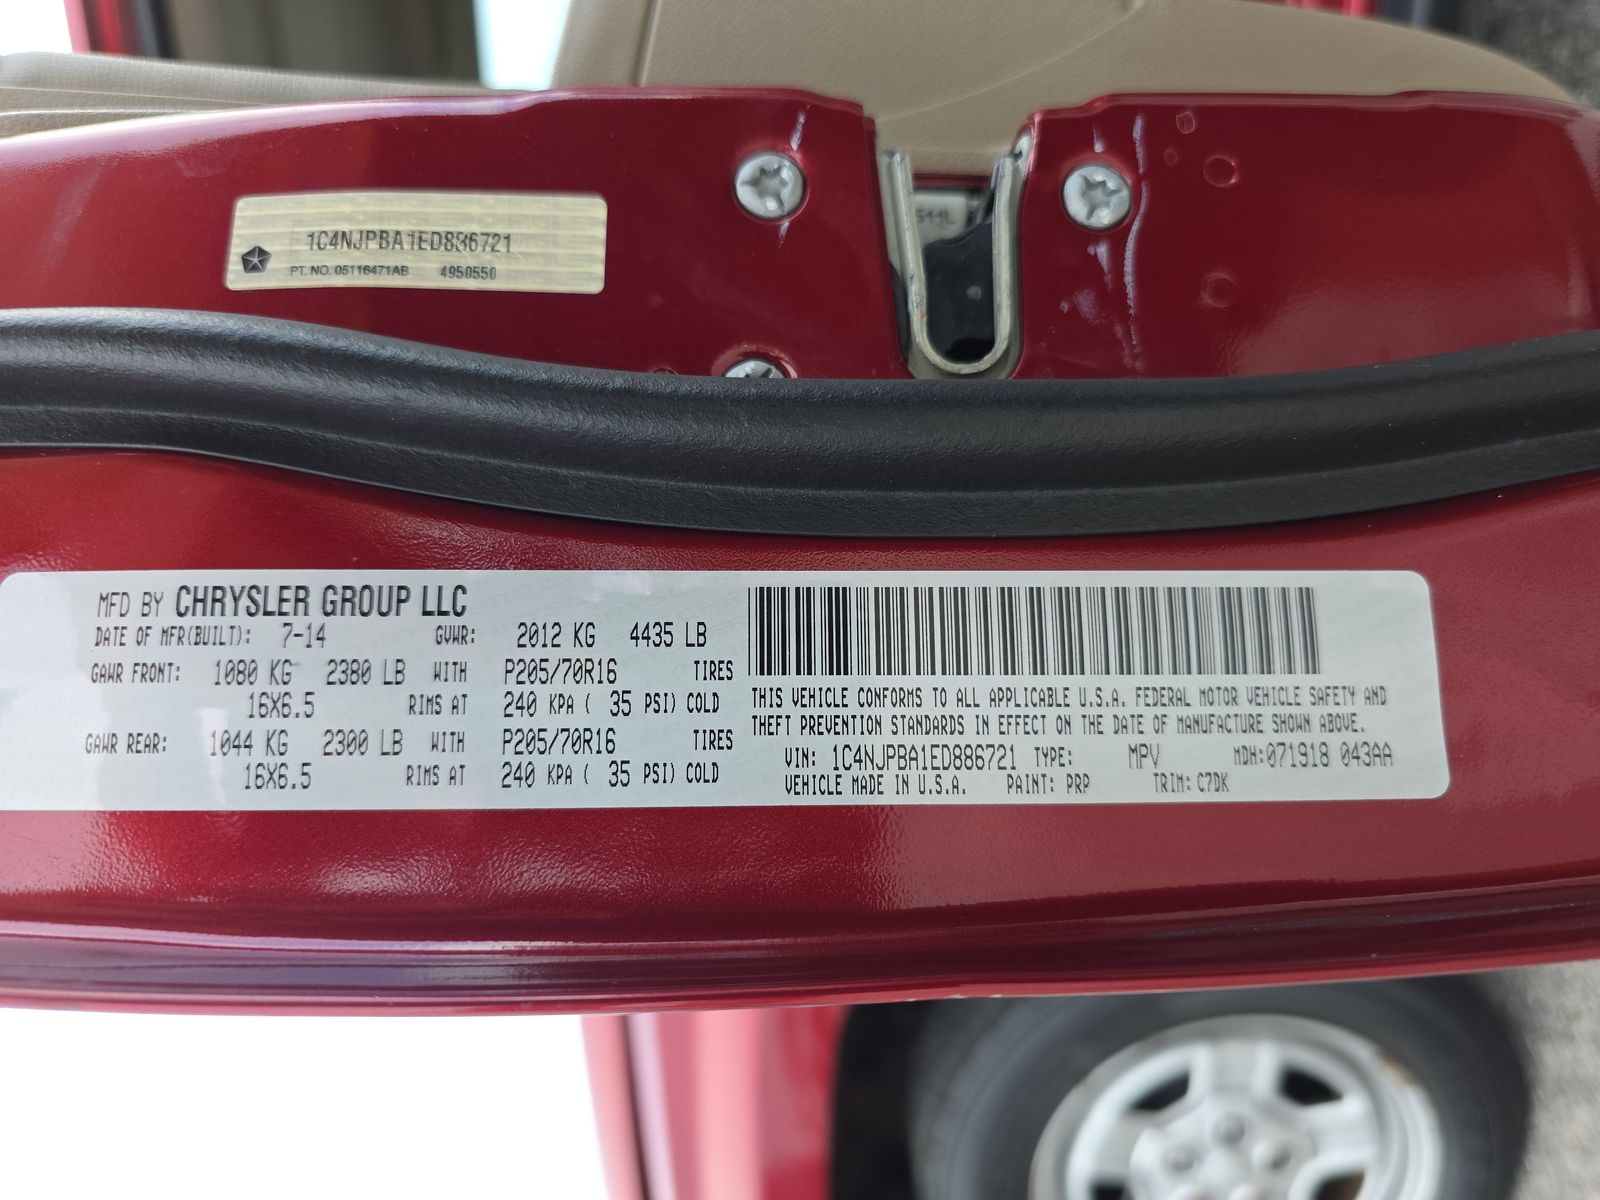 1C4NJPBA1ED886721
PT. NO. 05116471AB 4950550
MFD BY CHRYSLER GROUP LLC
DATE OF MFR(BUILT): 7-14 GVWR: 2012 KG 4435 LB
GAWR FRONT: 1080 KG 2380 LB WITH P205/70R16 TIRES
16X6.5 RIMS AT 240 KPA ( 35 PSI) COLD
GAWR REAR: 1044 KG 2300 LB WITH P205/70R16 TIRES
16X6.5 RIMS AT 240 KPA ( 35 PSI) COLD
THIS VEHICLE CONFORMS TO ALL APPLICABLE U.S.A. FEDERAL MOTOR VEHICLE SAFETY AND
THEFT PREVENTION STANDARDS IN EFFECT ON THE DATE OF MANUFACTURE SHOWN ABOVE.
VIN: 1C4NJPBA1ED886721 TYPE: MPV MDH:071918 043AA
VEHICLE MADE IN U.S.A. PAINT: PRP TRIM: C7DK